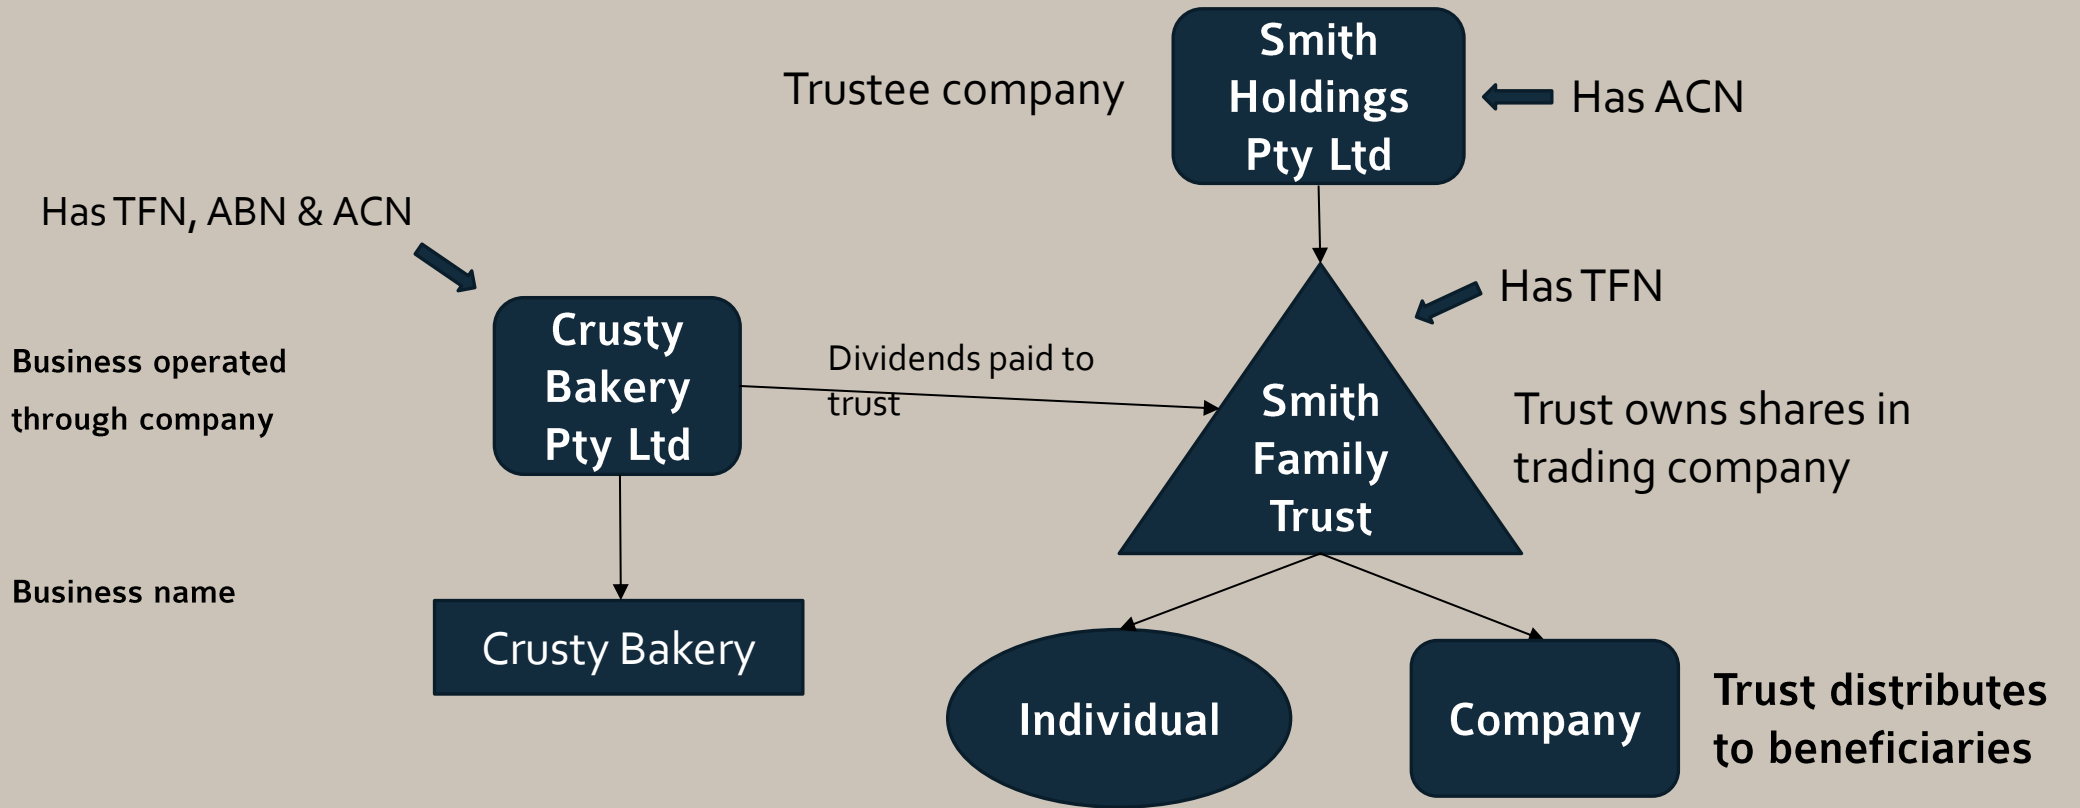 Smith
Holdings
Pty Ltd
Trustee company
Has ACN
Has TFN, ABN & ACN
Has TFN
Crusty
Bakery
Pty Ltd
Business operated
through company
Dividends paid to
trust
Smith
Family
Trust
Trust owns shares in
trading company
Business name
Crusty Bakery
Individual
Company
Trust distributes
to beneficiaries